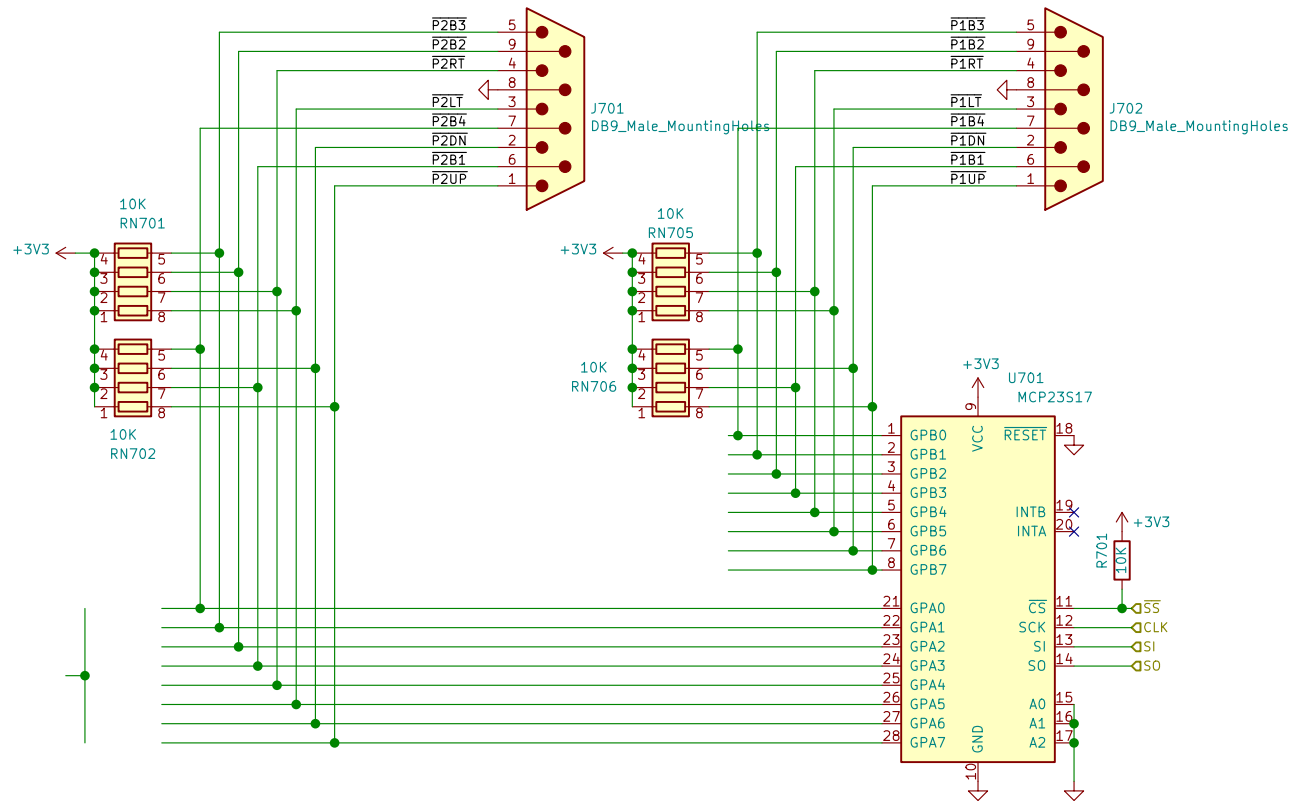 P2B3
5
P2B2
9
P2RT
4
8
P2LT
3
P2B4
7
P2DN
2
P2B1
6
P2UP
1
J701
DB9_Male_MountingHoles
P1B3
5
P1B2
9
P1RT
4
8
P1LT
3
P1B4
7
P1DN
2
P1B1
6
P1UP
1
J702
DB9_Male_MountingHoles
10K
RN701
+3V3
4 5
3 6
2 7
1 8
4 5
3 6
2 7
1 8
10K
RN702
10K
RN705
+3V3
4 5
3 6
2 7
1 8
10K
RN706
4 5
3 6
2 7
1 8
+3V3
U701
MCP23S17
9
VCC
1 GPB0
2 GPB1
3 GPB2
4 GPB3
5 GPB4
6 GPB5
7 GPB6
8 GPB7
21 GPA0
22 GPA1
23 GPA2
24 GPA3
25 GPA4
26 GPA5
27 GPA6
28 GPA7
RESET 18
INTB 19
INTA 20
CS 11
SCK 12
SI 13
SO 14
A0 15
A1 16
A2 17
GND
10
+3V3
R701
10K
SS
CLK
SI
SO